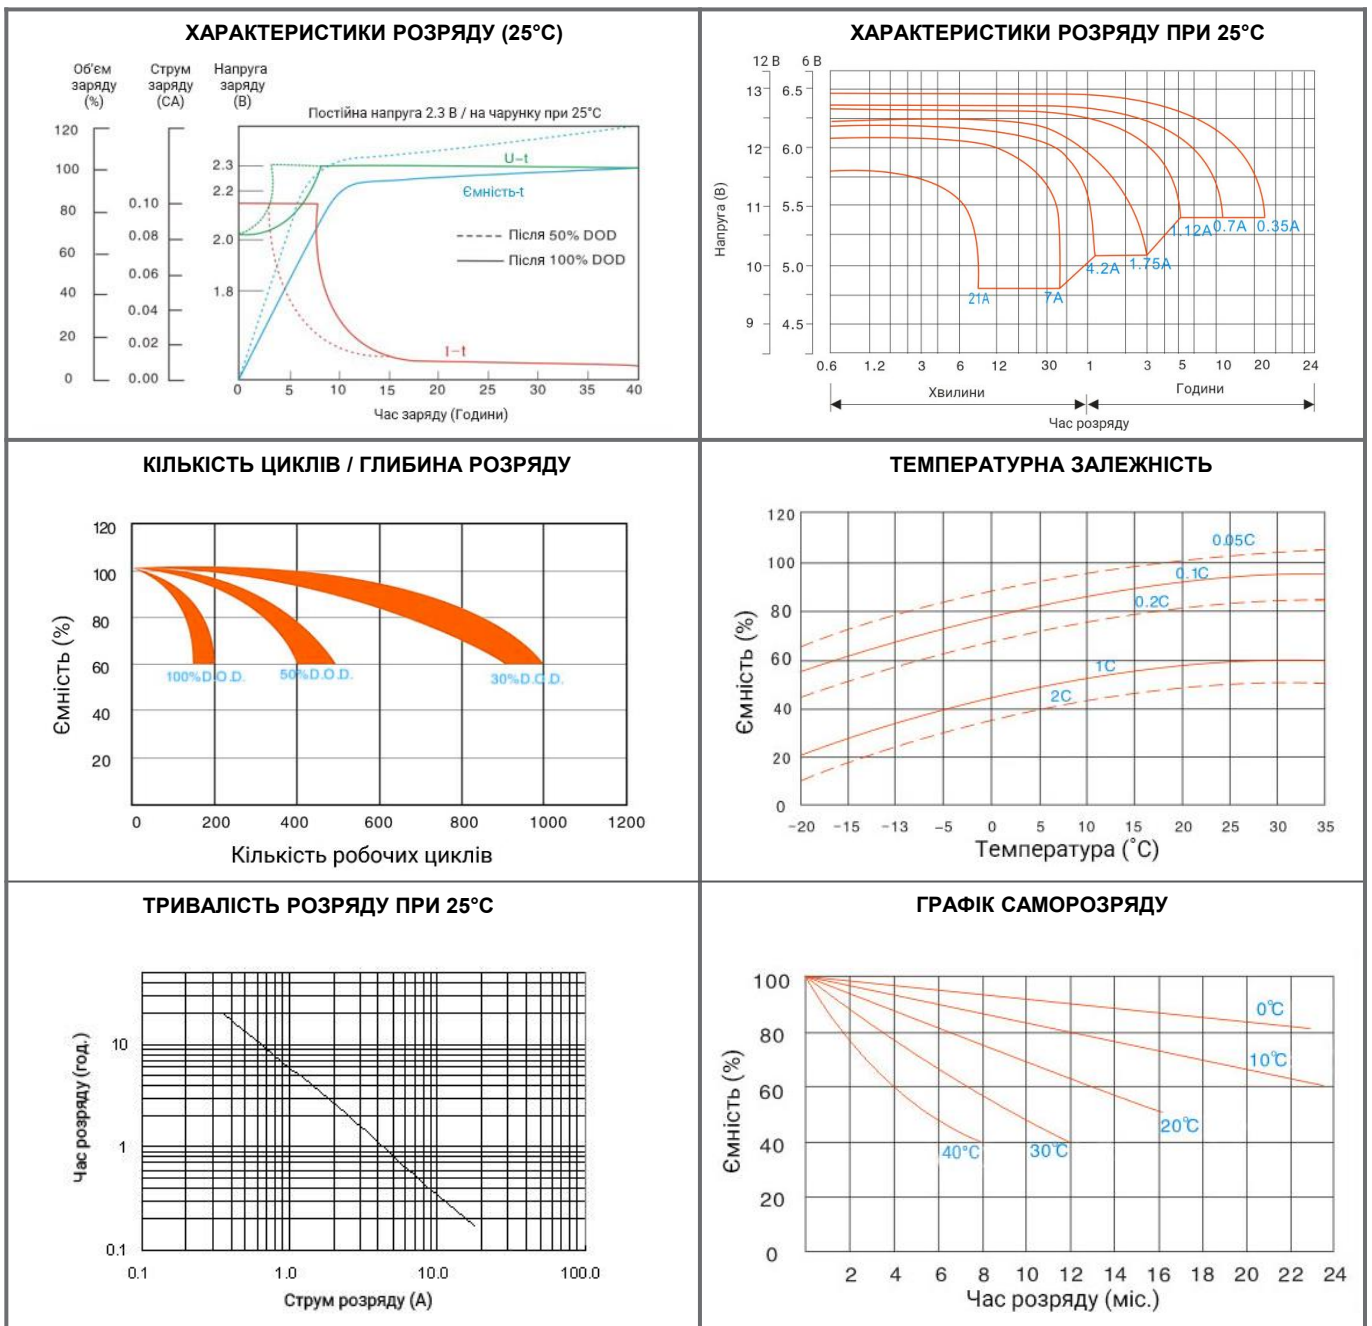 ХАРАКТЕРИСТИКИ РОЗРЯДУ (25°С)
Об'єм заряду (%)
Струм заряду (СА)
Напруга заряду (В)
Постійна напруга 2.3 В / на чарунку при 25°С
120
100
80
60
40
20
0
0.10
0.08
0.06
0.04
0.02
0.00
2.3
2.2
2.0
1.8
U-t
Ємність-t
Після 50% DOD
Після 100% DOD
I-t
0 5 10 15 20 25 30 35 40
Час заряду (Години)
ХАРАКТЕРИСТИКИ РОЗРЯДУ ПРИ 25°С
12 В 6 В
13 6.5
12 6.0
11 5.5
10 5.0
9 4.5
Напруга (В)
1.12A 0.7A 0.35A
4.2A 1.75A
21A 7A
0.6 1.2 3 6 12 30 1 3 5 10 20 24
Хвилини Години
Час розряду
КІЛЬКІСТЬ ЦИКЛІВ / ГЛИБИНА РОЗРЯДУ
120
100
80
60
40
20
Ємність (%)
100%D.O.D. 50%D.O.D. 30%D.O.D.
0 200 400 600 800 1000 1200
Кількість робочих циклів
ТЕМПЕРАТУРНА ЗАЛЕЖНІСТЬ
120
100
80
60
40
20
0
Ємність (%)
0.05C
0.1C
0.2C
1C
2C
-20 -15 -13 -5 0 5 10 15 20 25 30 35
Температура (°С)
ТРИВАЛІСТЬ РОЗРЯДУ ПРИ 25°С
10
1
0.1
Час розряду (год.)
0.1 1.0 10.0 100.0
Струм розряду (А)
ГРАФІК САМОРОЗРЯДУ
100
80
60
40
20
0
Ємність (%)
0°C
10°C
20°C
30°C
40°C
2 4 6 8 10 12 14 16 18 20 22 24
Час розряду (міс.)